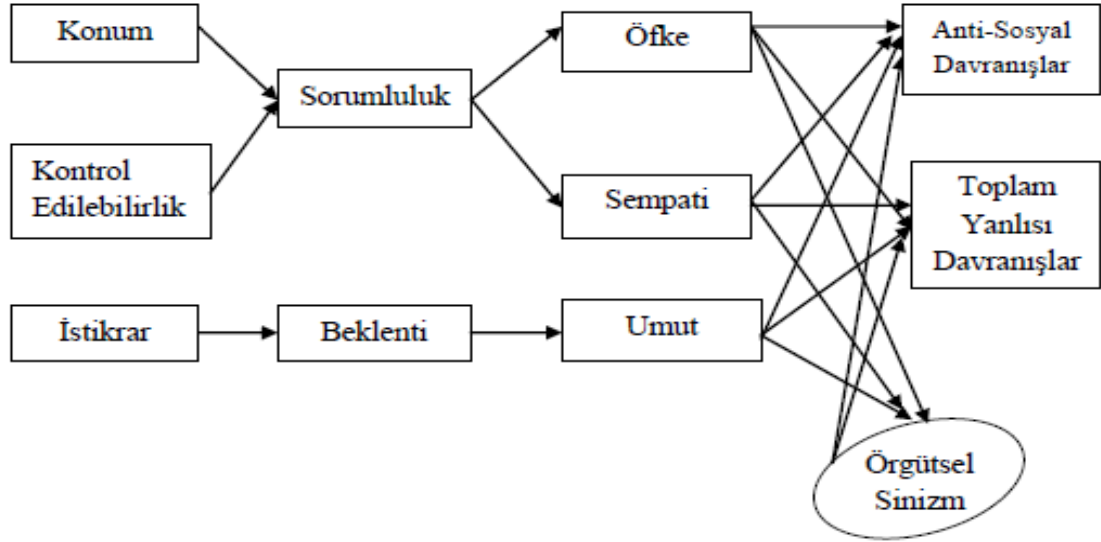 Konum
Öfke
Anti-Sosyal
Davranışlar
Sorumluluk
Kontrol
Edilebilirlik
Sempati
Toplam
Yanlısı
Davranışlar
İstikrar
Beklenti
Umut
Örgütsel
Sinizm